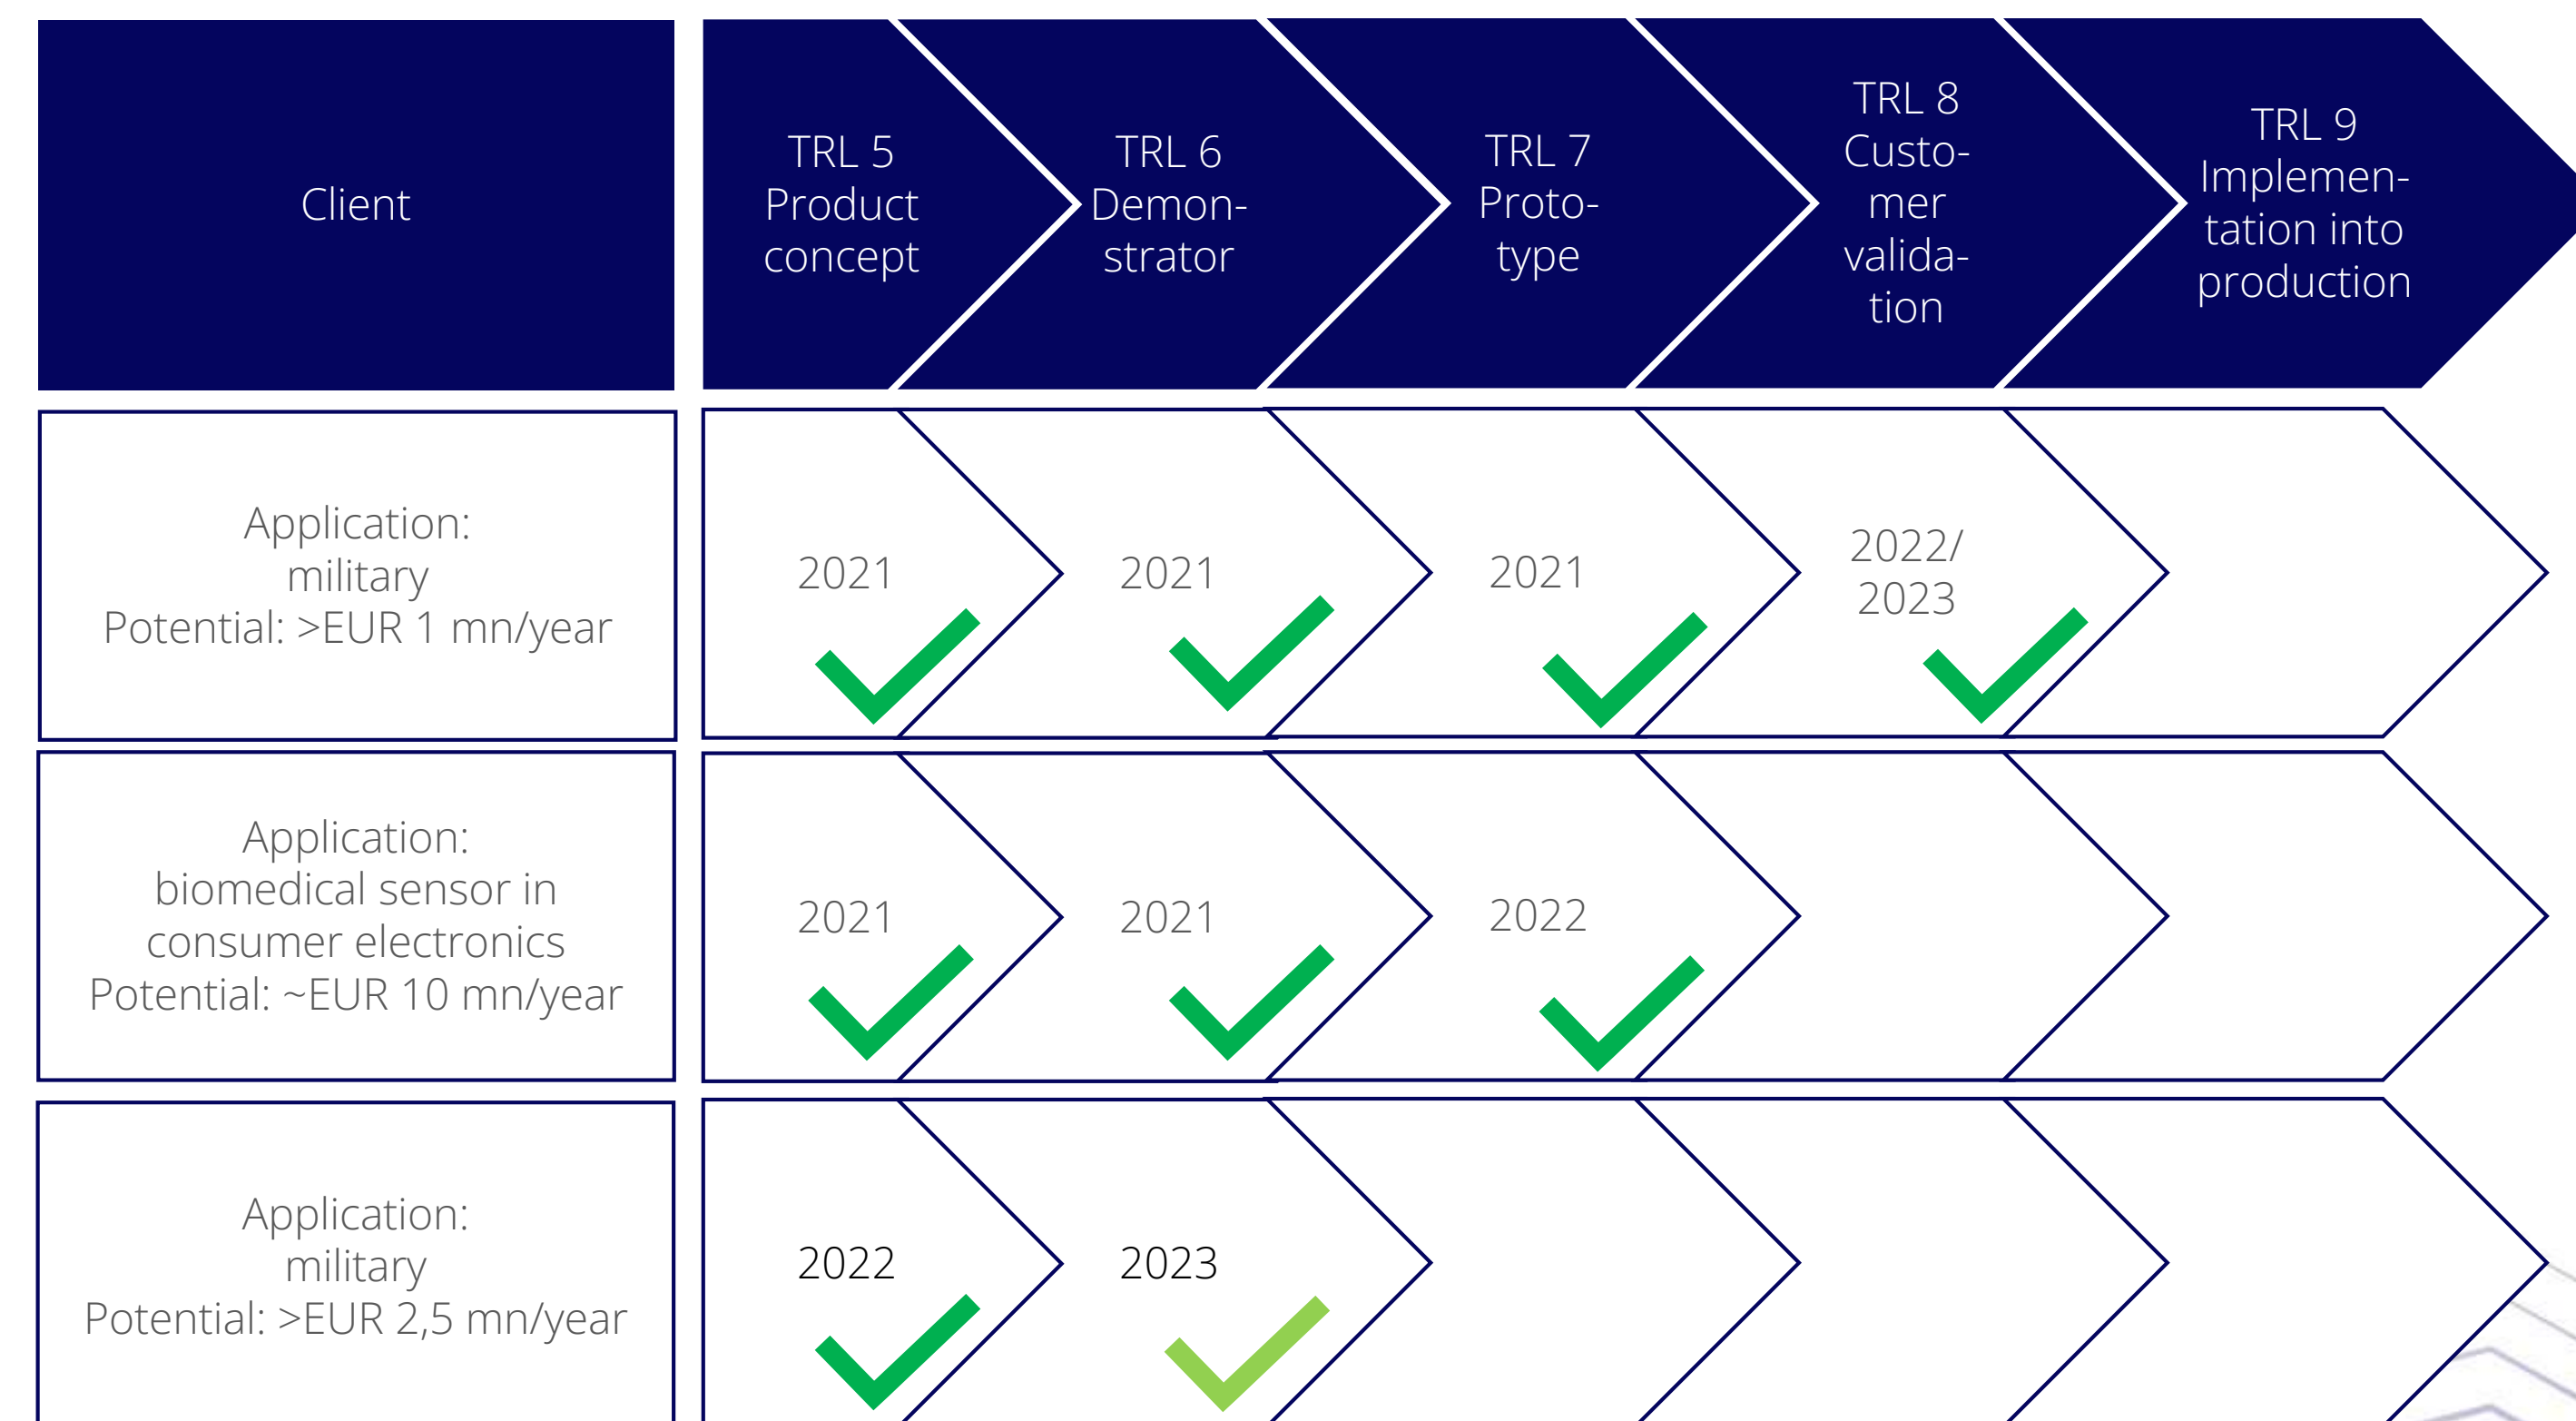 Client
TRL 5
Product
concept
TRL 6
Demon-
strator
TRL 7
Proto-
type
TRL 8
Custo-
mer
valida-
tion
TRL 9
Implemen-
tation into
production
Application:
military
Potential: >EUR 1 mn/year
2021
2021
2021
2022/
2023
Application:
biomedical sensor in
consumer electronics
Potential: ~EUR 10 mn/year
2021
2021
2022
Application:
military
Potential: >EUR 2,5 mn/year
2022
2023